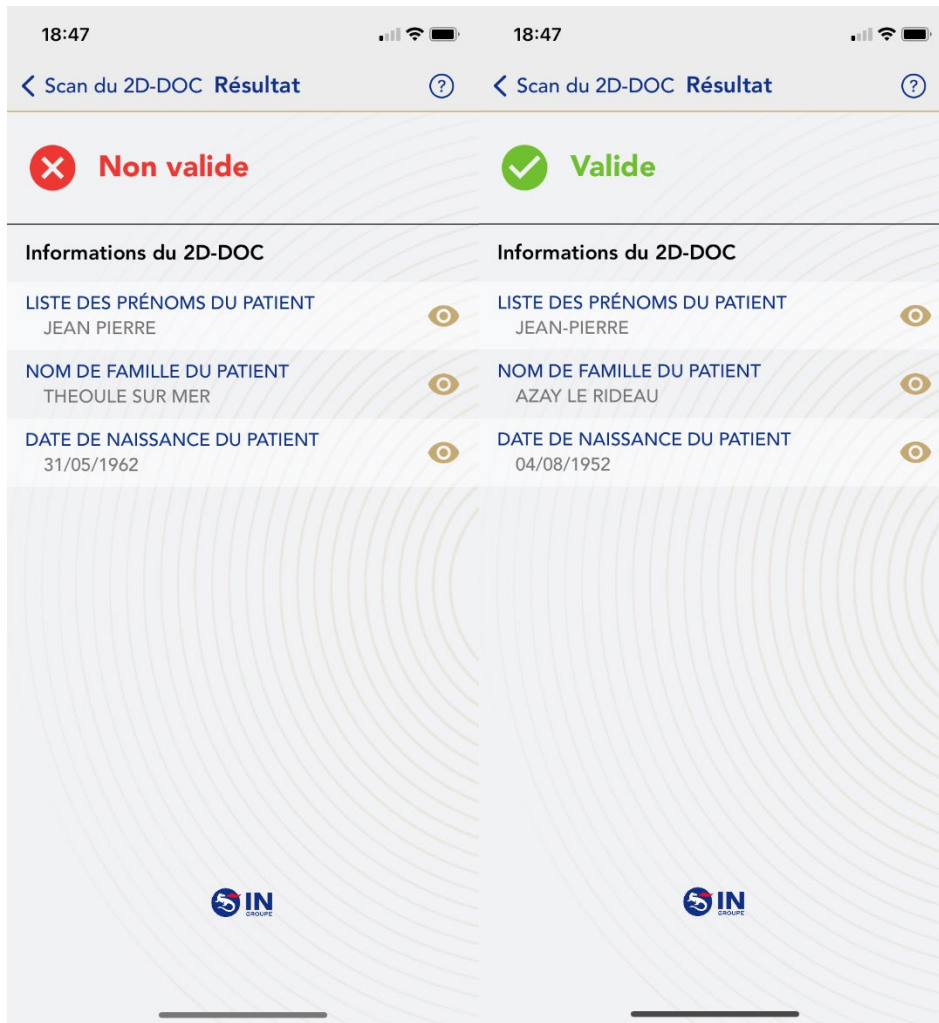 18:47
Scan du 2D-DOC Résultat
?
Non valide
Informations du 2D-DOC
LISTE DES PRÉNOMS DU PATIENT
JEAN PIERRE
NOM DE FAMILLE DU PATIENT
THEOULE SUR MER
DATE DE NAISSANCE DU PATIENT
31/05/1962
IN
GROUPE
18:47
Scan du 2D-DOC Résultat
?
Valide
Informations du 2D-DOC
LISTE DES PRÉNOMS DU PATIENT
JEAN-PIERRE
NOM DE FAMILLE DU PATIENT
AZAY LE RIDEAU
DATE DE NAISSANCE DU PATIENT
04/08/1952
IN
GROUPE